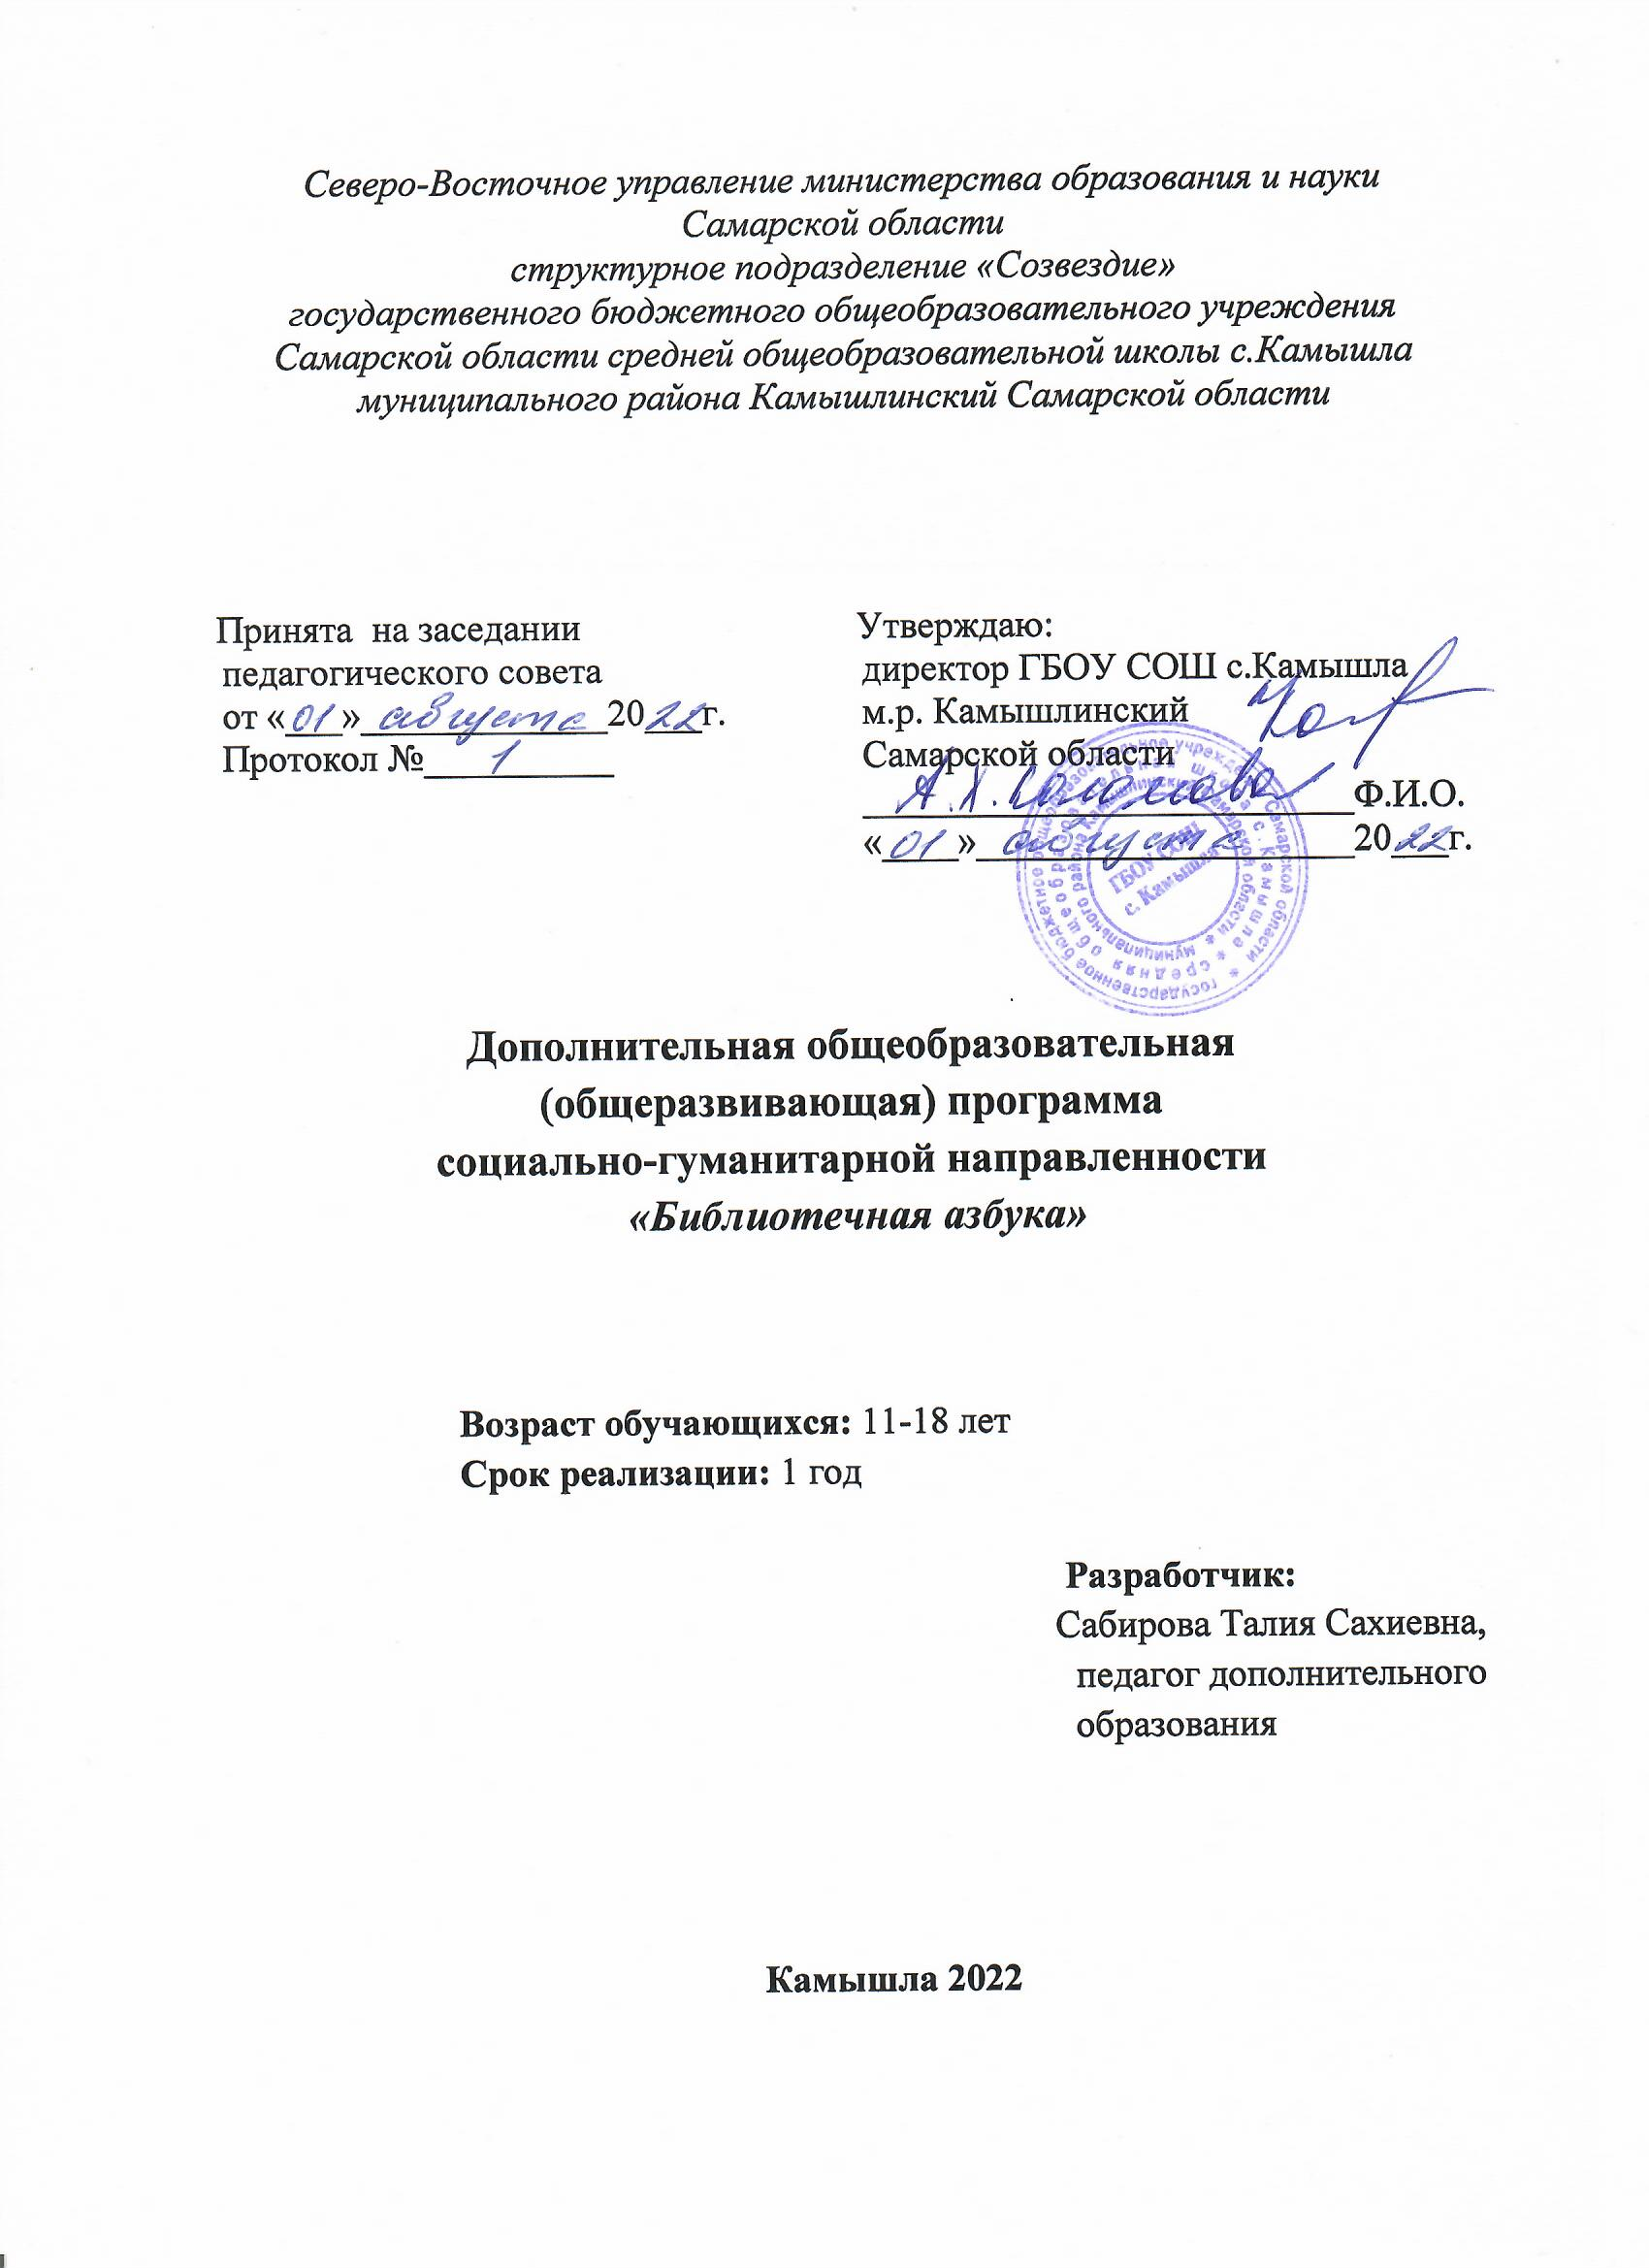 Северо-Восточное управление министерства образования и науки
Самарской области
структурное подразделение «Созвездие»
государственного бюджетного общеобразовательного учреждения
Самарской области средней общеобразовательной школы с.Камышла
муниципального района Камышлинский Самарской области
Принята на заседании
педагогического совета
от «01» августа 2022г.
Протокол № 1
Утверждаю:
директор ГБОУ СОШ с.Камышла
м.р. Камышлинский
Самарской области
А.Х. Ф.И.О.
«01» августа 2022г.
ГБОУ СОШ
с. Камышла
Дополнительная общеобразовательная
(общеразвивающая) программа
социально-гуманитарной направленности
«Библиотечная азбука»
Возраст обучающихся: 11-18 лет
Срок реализации: 1 год
Разработчик:
Сабирова Талия Сахиевна,
педагог дополнительного
образования
Камышла 2022